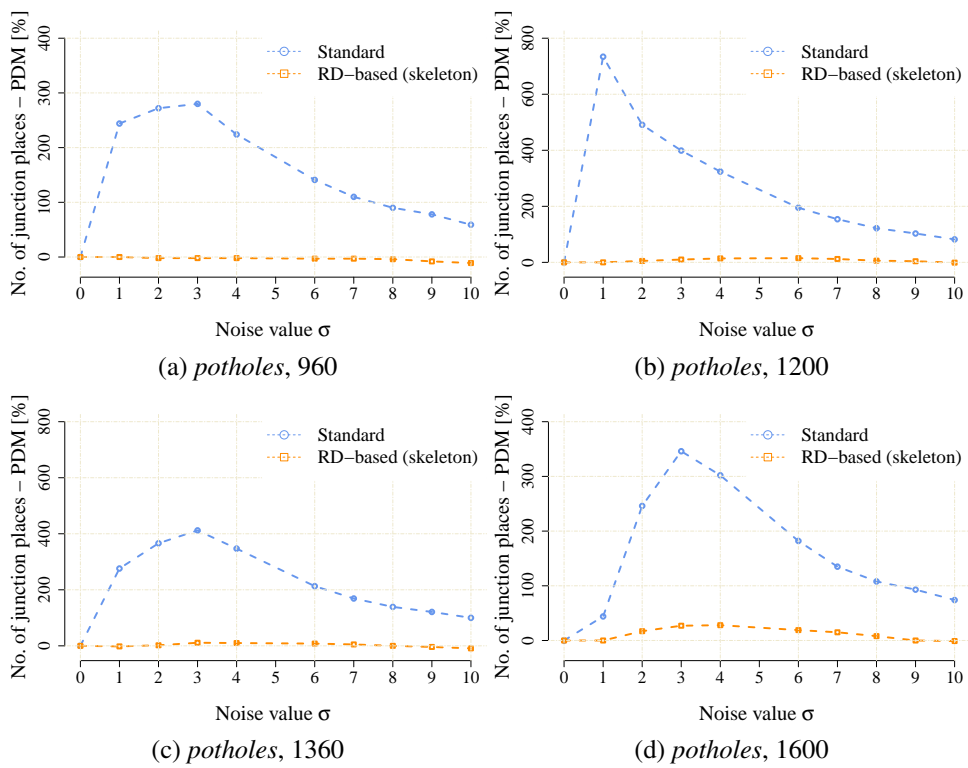 No. of junction places − PDM [%]
400
300
200
100
0
Standard
RD−based (skeleton)
0 1 2 3 4 5 6 7 8 9 10
Noise value σ
(a) potholes, 960
No. of junction places − PDM [%]
800
600
400
200
0
Standard
RD−based (skeleton)
0 1 2 3 4 5 6 7 8 9 10
Noise value σ
(b) potholes, 1200
No. of junction places − PDM [%]
800
600
400
200
0
Standard
RD−based (skeleton)
0 1 2 3 4 5 6 7 8 9 10
Noise value σ
(c) potholes, 1360
No. of junction places − PDM [%]
400
300
200
100
0
Standard
RD−based (skeleton)
0 1 2 3 4 5 6 7 8 9 10
Noise value σ
(d) potholes, 1600